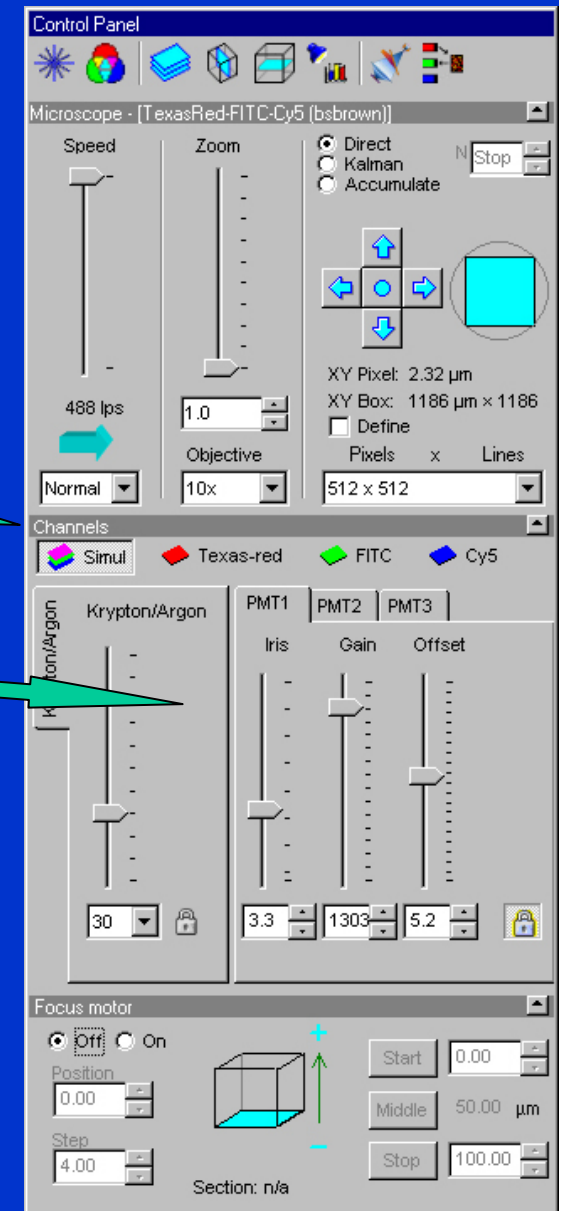 Control Panel
Microscope - [TexasRed-FITC-Cy5 (bsbrown)]
Speed
Zoom
Direct
Kalman
Accumulate
N Stop
XY Pixel: 2.32 µm
XY Box: 1186 µm × 1186
Define
488 lps
1.0
Objective
Pixels x Lines
Normal
10x
512 x 512
Channels
Simul
Texas-red
FITC
Cy5
Krypton/Argon
Krypton/Argon
PMT1
PMT2
PMT3
Iris
Gain
Offset
30
3.3
1303
5.2
Focus motor
Off
On
Position
0.00
Step
4.00
+
−
Section: n/a
Start
0.00
Middle
50.00 µm
Stop
100.00